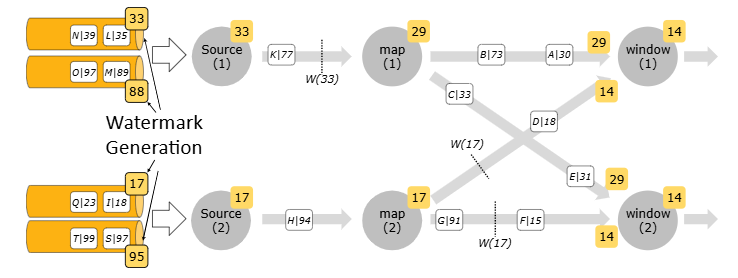 33
N|39 L|35
O|97 M|89
88
Source
(1)
33
K|77
W(33)
map
(1)
29
B|73
A|30
29
14
window
(1)
14
C|33
D|18
W(17)
E|31
Watermark
Generation
17
Q|23 I|18
T|99 S|97
95
Source
(2)
17
H|94
map
(2)
17
G|91
W(17)
F|15
29
14
window
(2)
14